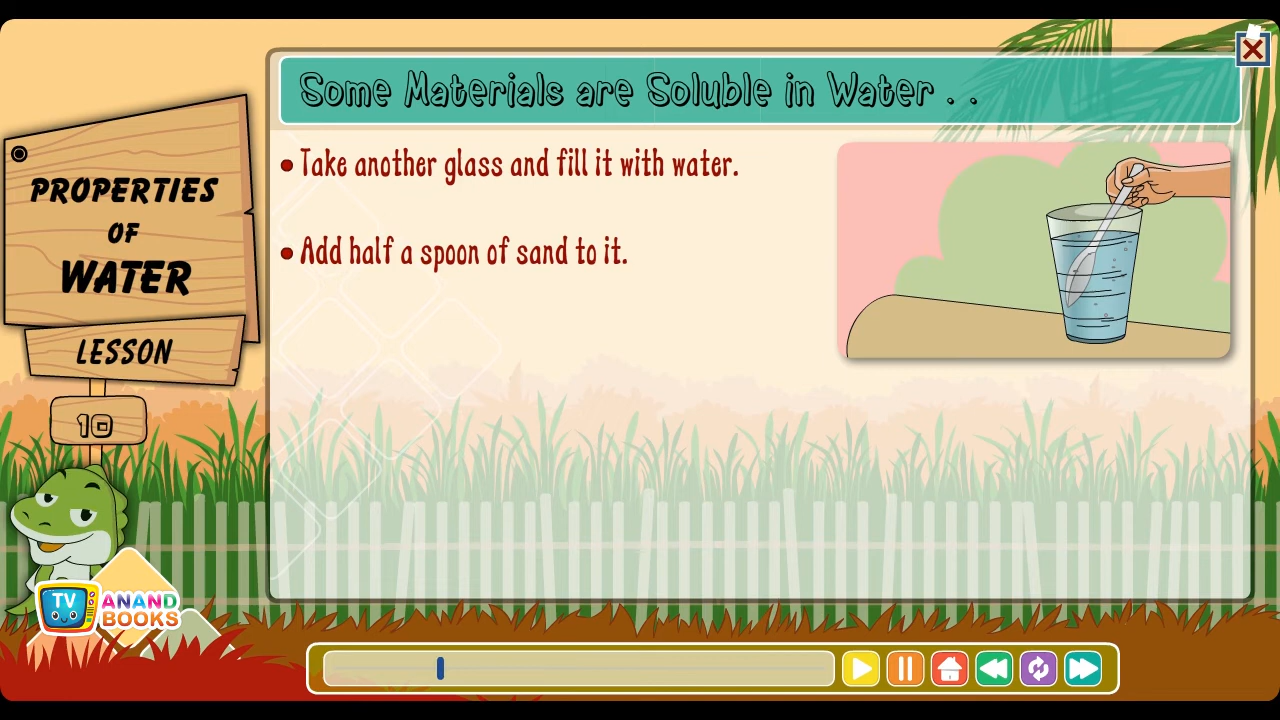 Some Materials are Soluble in Water . .
• Take another glass and fill it with water.
• Add half a spoon of sand to it.
PROPERTIES
OF
WATER
LESSON
10
TV
ANAND
BOOKS